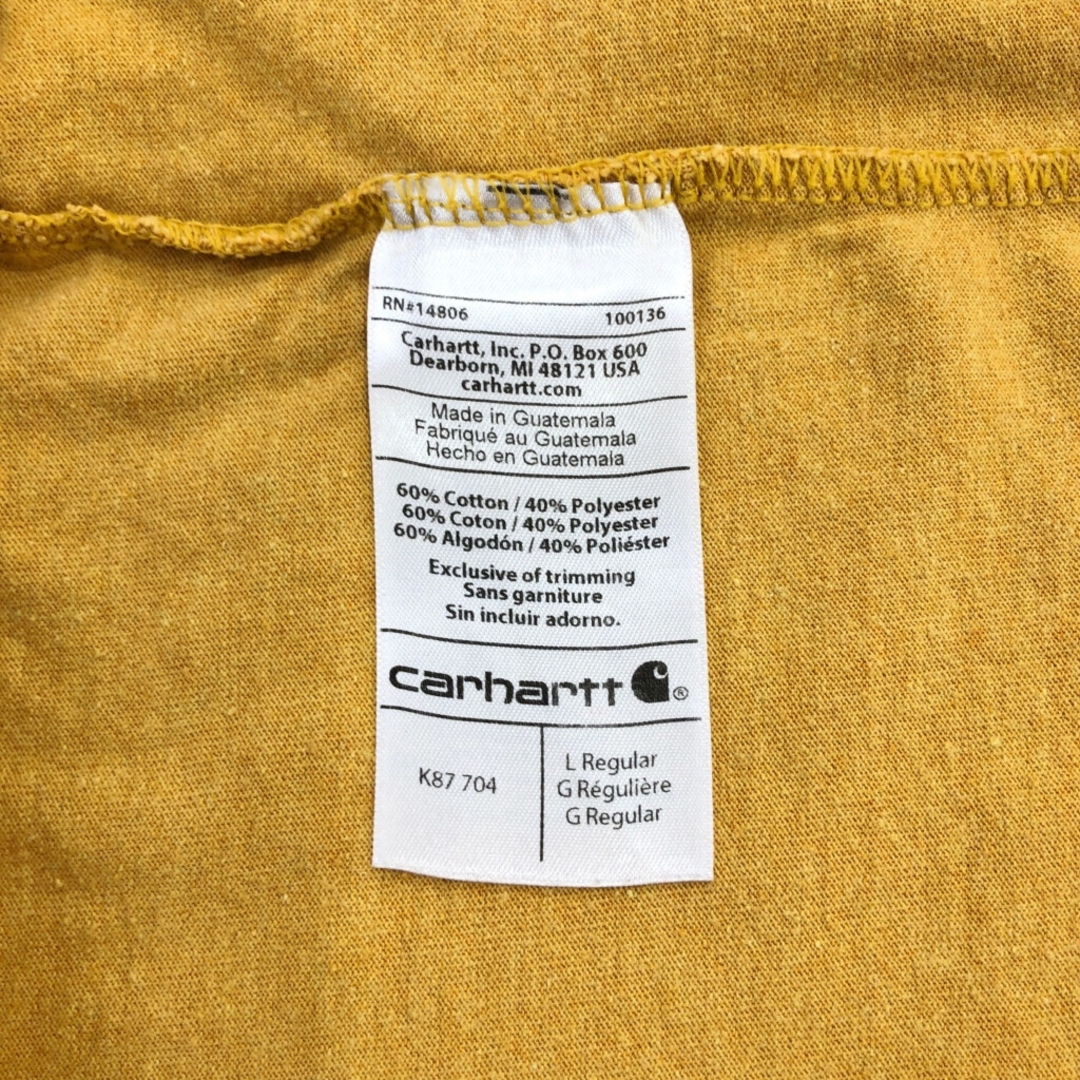 RN#14806 100136
Carhartt, Inc. P.O. Box 600
Dearborn, MI 48121 USA
carhartt.com
Made in Guatemala
Fabriqué au Guatemala
Hecho en Guatemala
60% Cotton / 40% Polyester
60% Coton / 40% Polyester
60% Algodón / 40% Poliéster
Exclusive of trimming
Sans garniture
Sin incluir adorno.
carhartt ®
K87 704
L Regular
G Régulière
G Regular